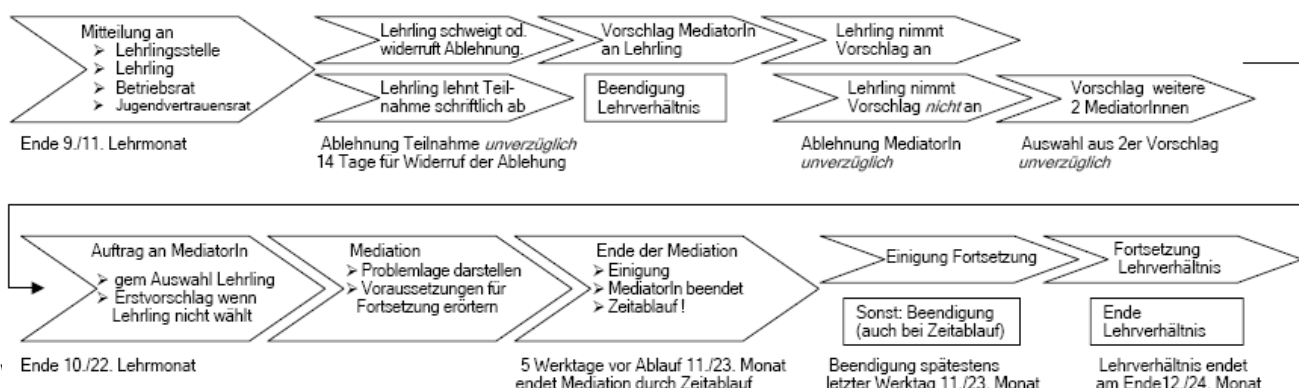 Mitteilung an
➢ Lehrlingsstelle
➢ Lehrling
➢ Betriebsrat
➢ Jugendvertrauensrat
Ende 9./11. Lehrmonat
Lehrling schweigt od.
widerruft Ablehnung.
Lehrling lehnt Teil-
nahme schriftlich ab
Ablehnung Teilnahme unverzüglich
14 Tage für Widerruf der Ablehung
Vorschlag MediatorIn
an Lehrling
Beendigung
Lehrverhältnis
Lehrling nimmt
Vorschlag an
Lehrling nimmt
Vorschlag nicht an
Ablehnung MediatorIn
unverzüglich
Vorschlag weitere
2 MediatorInnen
Auswahl aus 2er Vorschlag
unverzüglich
Auftrag an MediatorIn
➢ gem Auswahl Lehrling
➢ Erstvorschlag wenn
Lehrling nicht wählt
Ende 10./22. Lehrmonat
Mediation
➢ Problemlage darstellen
➢ Voraussetzungen für
Fortsetzung erörtern
Ende der Mediation
➢ Einigung
➢ MediatorIn beendet
➢ Zeitablauf !
5 Werktage vor Ablauf 11./23. Monat
endet Mediation durch Zeitablauf
Einigung Fortsetzung
Sonst: Beendigung
(auch bei Zeitablauf)
Beendigung spätestens
letzter Werktag 11./23. Monat
Fortsetzung
Lehrverhältnis
Ende
Lehrverhältnis
Lehrverhältnis endet
am Ende12./24. Monat